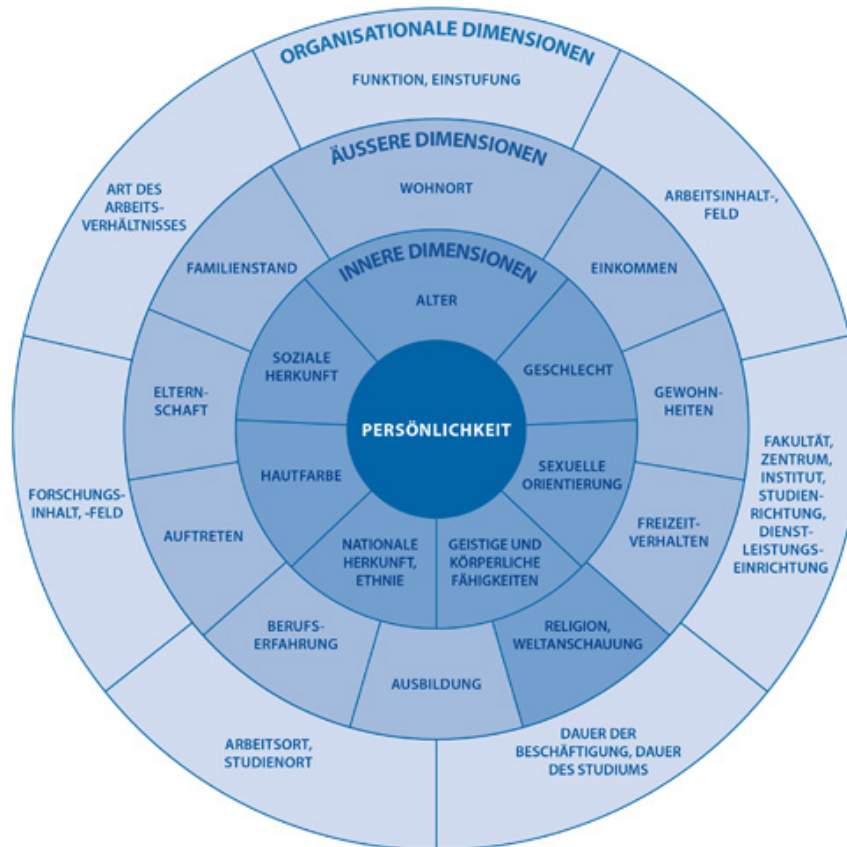 ORGANISATIONALE DIMENSIONEN
FUNKTION, EINSTUFUNG
ARBEITSINHALT-,
FELD
FAKULTÄT,
ZENTRUM,
INSTITUT,
STUDIEN-
RICHTUNG,
DIENST-
LEISTUNGS-
EINRICHTUNG
DAUER DER
BESCHÄFTIGUNG, DAUER
DES STUDIUMS
ARBEITSORT,
STUDIENORT
FORSCHUNGS-
INHALT, -FELD
ART DES
ARBEITS-
VERHÄLTNISSES
ÄUSSERE DIMENSIONEN
WOHNORT
EINKOMMEN
GEWOHN-
HEITEN
FREIZEIT-
VERHALTEN
RELIGION,
WELTANSCHAUUNG
AUSBILDUNG
BERUFS-
ERFAHRUNG
AUFTRETEN
ELTERN-
SCHAFT
FAMILIENSTAND
INNERE DIMENSIONEN
ALTER
GESCHLECHT
SEXUELLE
ORIENTIERUNG
GEISTIGE UND
KÖRPERLICHE
FÄHIGKEITEN
NATIONALE
HERKUNFT,
ETHNIE
HAUTFARBE
SOZIALE
HERKUNFT
PERSÖNLICHKEIT